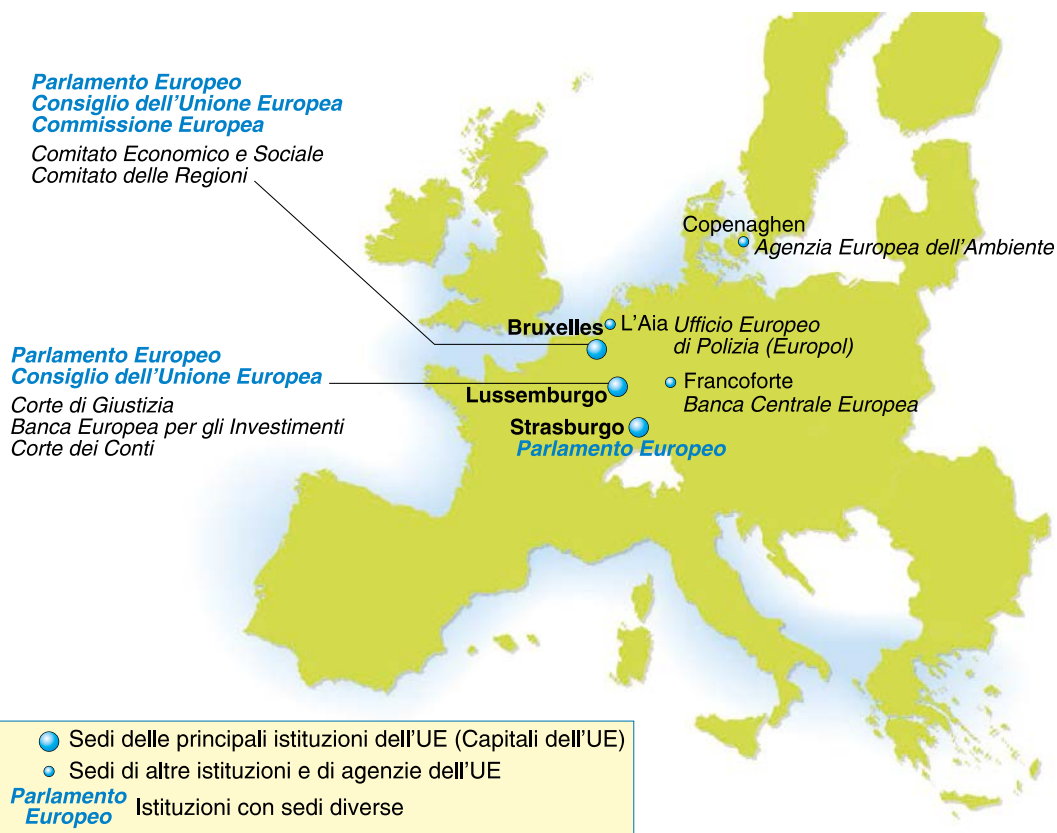 Parlamento Europeo
Consiglio dell'Unione Europea
Commissione Europea
Comitato Economico e Sociale
Comitato delle Regioni
Copenaghen
Agenzia Europea dell'Ambiente
Bruxelles
L'Aia Ufficio Europeo
di Polizia (Europol)
Parlamento Europeo
Consiglio dell'Unione Europea
Corte di Giustizia
Banca Europea per gli Investimenti
Corte dei Conti
Lussemburgo
Francoforte
Banca Centrale Europea
Strasburgo
Parlamento Europeo
Sedi delle principali istituzioni dell'UE (Capitali dell'UE)
Sedi di altre istituzioni e di agenzie dell'UE
Parlamento
Europeo
Istituzioni con sedi diverse